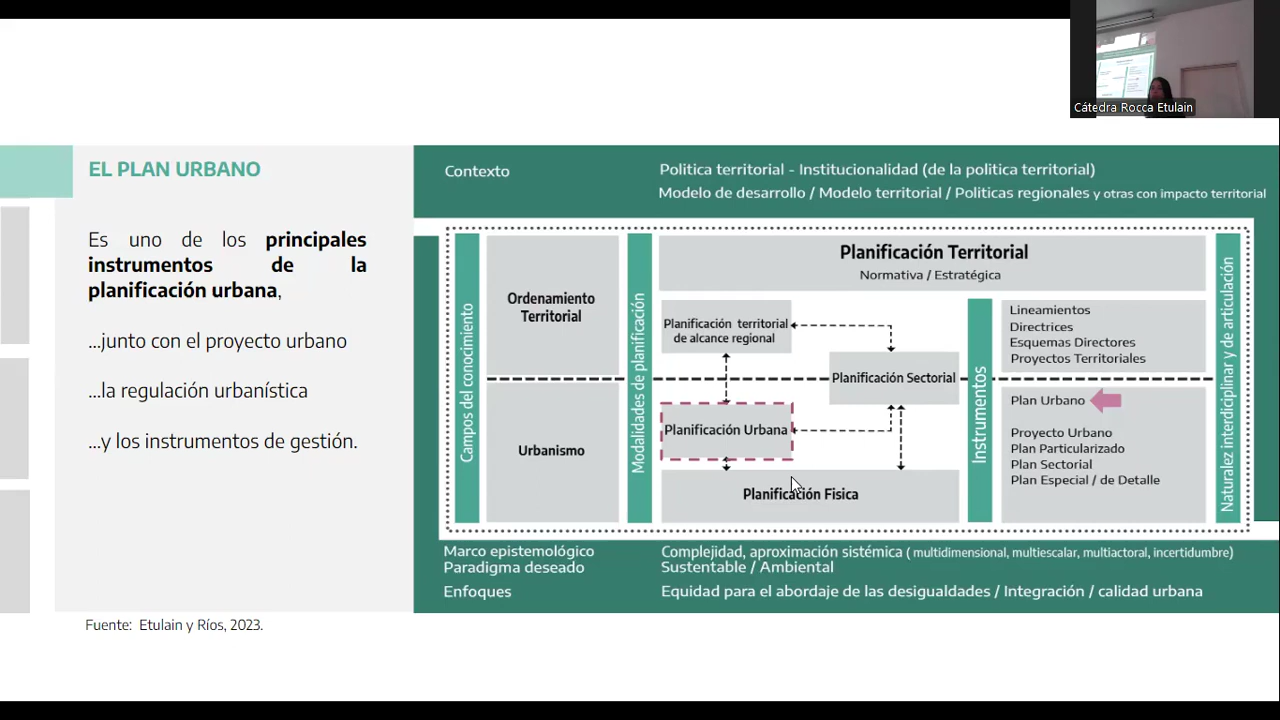 Cátedra Rocca Etulain
EL PLAN URBANO
Es uno de los principales
instrumentos de la
planificación urbana,
...junto con el proyecto urbano
...la regulación urbanística
...y los instrumentos de gestión.
Fuente: Etulain y Ríos, 2023.
Contexto
Politica territorial - Institucionalidad (de la politica territorial)
Modelo de desarrollo / Modelo territorial / Politicas regionales y otras con impacto territorial
Campos del conocimiento
Ordenamiento
Territorial
Urbanismo
Modalidades de planificación
Planificación Territorial
Normativa / Estratégica
Planificación territorial
de alcance regional
Planificación Sectorial
Planificación Urbana
Planificación Fisica
Instrumentos
Lineamientos
Directrices
Esquemas Directores
Proyectos Territoriales
Plan Urbano
Proyecto Urbano
Plan Particularizado
Plan Sectorial
Plan Especial / de Detalle
Naturalez interdiciplinar y de articulación
Marco epistemológico
Complejidad, aproximación sistémica ( multidimensional, multiescalar, multiactoral, incertidumbre)
Paradigma deseado
Sustentable / Ambiental
Enfoques
Equidad para el abordaje de las desigualdades / Integración / calidad urbana